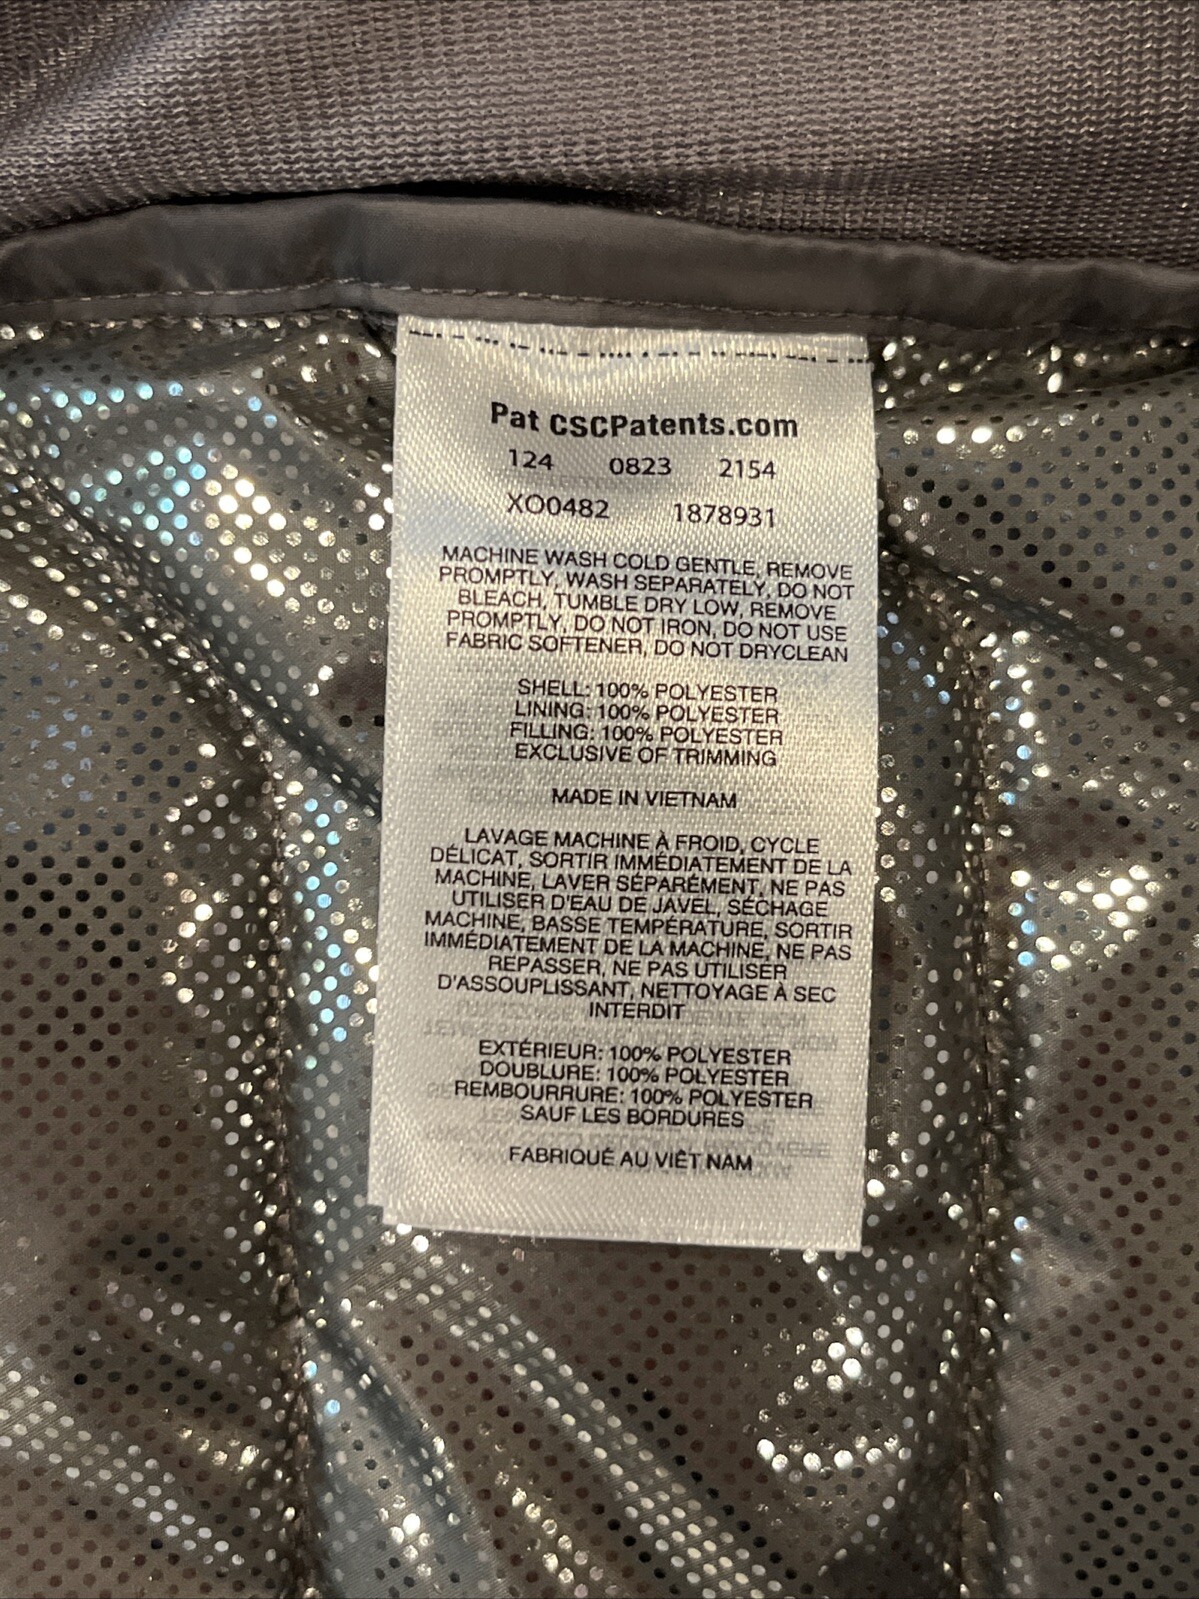 Pat CSCPatents.com
124 0823 2154
XO0482 1878931
MACHINE WASH COLD GENTLE, REMOVE
PROMPTLY, WASH SEPARATELY, DO NOT
BLEACH, TUMBLE DRY LOW, REMOVE
PROMPTLY, DO NOT IRON, DO NOT USE
FABRIC SOFTENER, DO NOT DRYCLEAN
SHELL: 100% POLYESTER
LINING: 100% POLYESTER
FILLING: 100% POLYESTER
EXCLUSIVE OF TRIMMING
MADE IN VIETNAM
LAVAGE MACHINE À FROID, CYCLE
DÉLICAT, SORTIR IMMÉDIATEMENT DE LA
MACHINE, LAVER SÉPARÉMENT, NE PAS
UTILISER D'EAU DE JAVEL, SÉCHAGE
MACHINE, BASSE TEMPÉRATURE, SORTIR
IMMÉDIATEMENT DE LA MACHINE, NE PAS
REPASSER, NE PAS UTILISER
D'ASSOUPLISSANT, NETTOYAGE À SEC
INTERDIT
EXTÉRIEUR: 100% POLYESTER
DOUBLURE: 100% POLYESTER
REMBOURRURE: 100% POLYESTER
SAUF LES BORDURES
FABRIQUÉ AU VIÊT NAM